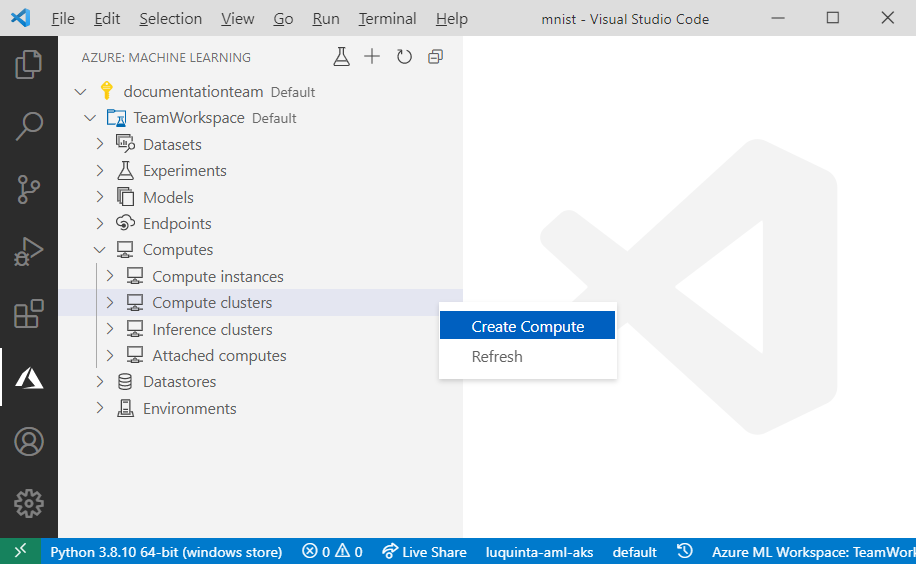 File Edit Selection View Go Run Terminal Help mnist - Visual Studio Code
AZURE: MACHINE LEARNING
documentationteam Default
TeamWorkspace Default
Datasets
Experiments
Models
Endpoints
Computes
Compute instances
Compute clusters
Inference clusters
Attached computes
Datastores
Environments
Create Compute
Refresh
Python 3.8.10 64-bit (windows store) 0 0 Live Share luquinta-aml-aks default Azure ML Workspace: TeamWork